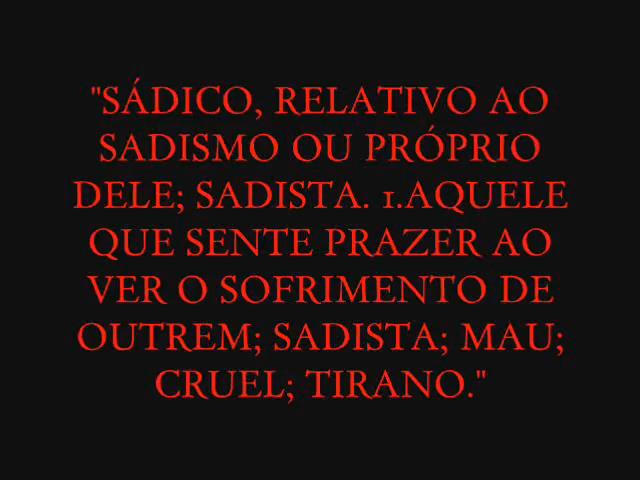 "SÁDICO, RELATIVO AO
SADISMO OU PRÓPRIO
DELE; SADISTA. 1.AQUELE
QUE SENTE PRAZER AO
VER O SOFRIMENTO DE
OUTREM; SADISTA; MAU;
CRUEL; TIRANO."